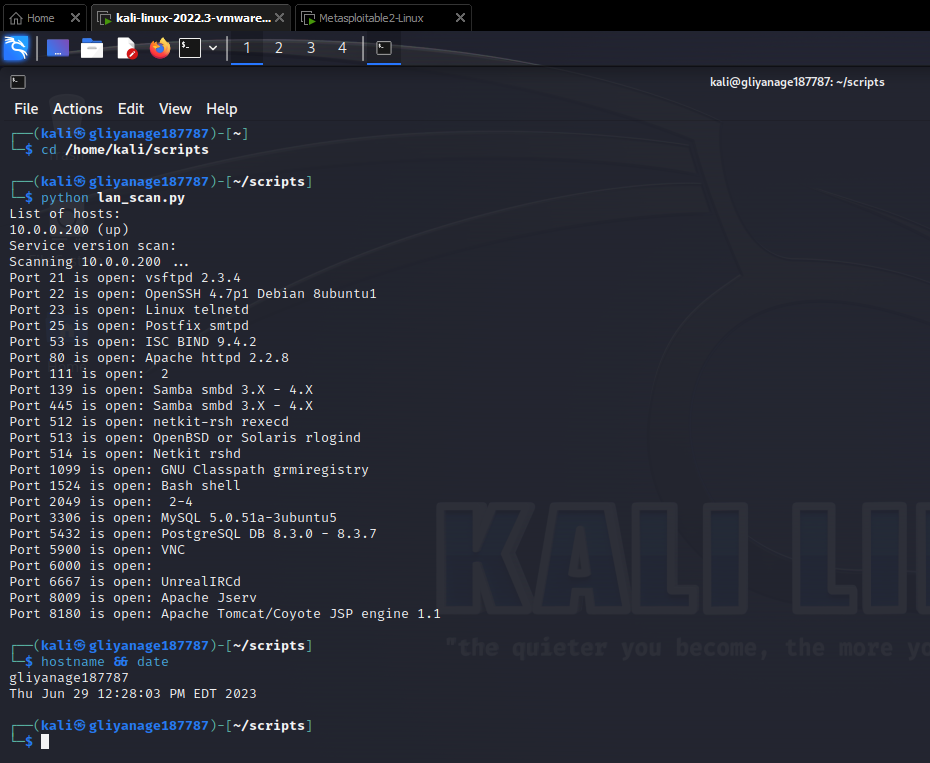 Home
kali-linux-2022.3-vmware...
Metasploitable2-Linux
1 2 3 4
kali@gliyanage187787: ~/scripts
File Actions Edit View Help
┌──(kali㉿gliyanage187787)-[~]
└─$ cd /home/kali/scripts
┌──(kali㉿gliyanage187787)-[~/scripts]
└─$ python lan_scan.py
List of hosts:
10.0.0.200 (up)
Service version scan:
Scanning 10.0.0.200 ...
Port 21 is open: vsftpd 2.3.4
Port 22 is open: OpenSSH 4.7p1 Debian 8ubuntu1
Port 23 is open: Linux telnetd
Port 25 is open: Postfix smtpd
Port 53 is open: ISC BIND 9.4.2
Port 80 is open: Apache httpd 2.2.8
Port 111 is open:  2
Port 139 is open: Samba smbd 3.X - 4.X
Port 445 is open: Samba smbd 3.X - 4.X
Port 512 is open: netkit-rsh rexecd
Port 513 is open: OpenBSD or Solaris rlogind
Port 514 is open: Netkit rshd
Port 1099 is open: GNU Classpath grmiregistry
Port 1524 is open: Bash shell
Port 2049 is open:  2-4
Port 3306 is open: MySQL 5.0.51a-3ubuntu5
Port 5432 is open: PostgreSQL DB 8.3.0 - 8.3.7
Port 5900 is open: VNC
Port 6000 is open:
Port 6667 is open: UnrealIRCd
Port 8009 is open: Apache Jserv
Port 8180 is open: Apache Tomcat/Coyote JSP engine 1.1
KALI LI
┌──(kali㉿gliyanage187787)-[~/scripts]
"the quieter you become, the more yo
└─$ hostname && date
gliyanage187787
Thu Jun 29 12:28:03 PM EDT 2023
┌──(kali㉿gliyanage187787)-[~/scripts]
└─$